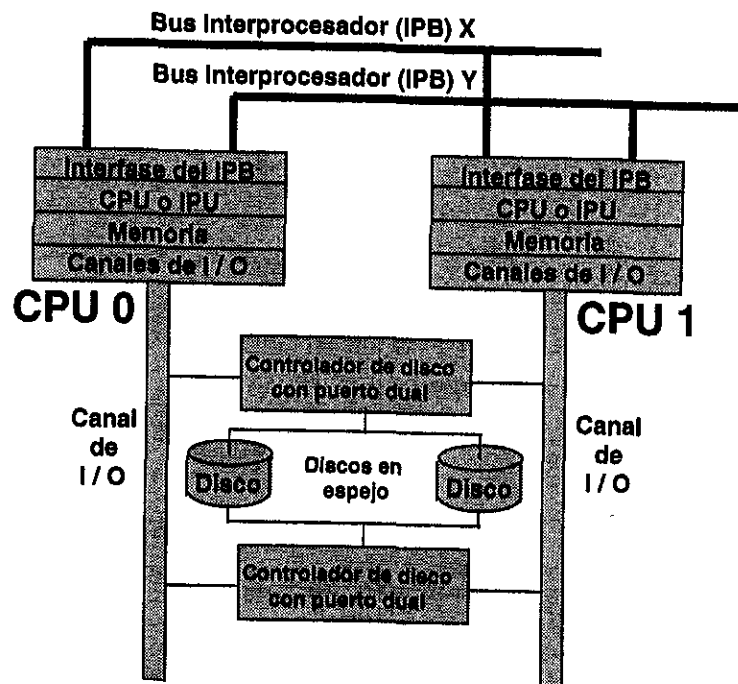 Bus Interprocesador (IPB) X
Bus Interprocesador (IPB) Y
Interfase del IPB
CPU o IPU
Memoria
Canales de I / O
CPU 0
Interfase del IPB
CPU o IPU
Memoria
Canales de I / O
CPU 1
Controlador de disco
con puerto dual
Canal
de
I / O
Disco
Discos en
espejo
Disco
Canal
de
I / O
Controlador de disco
con puerto dual